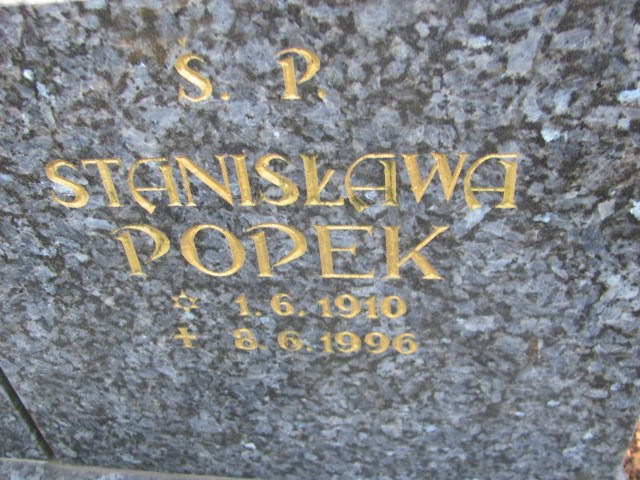 Ś. P.
STANISŁAWA
POPEK
✡ 1.6.1910
✝ 8.6.1996